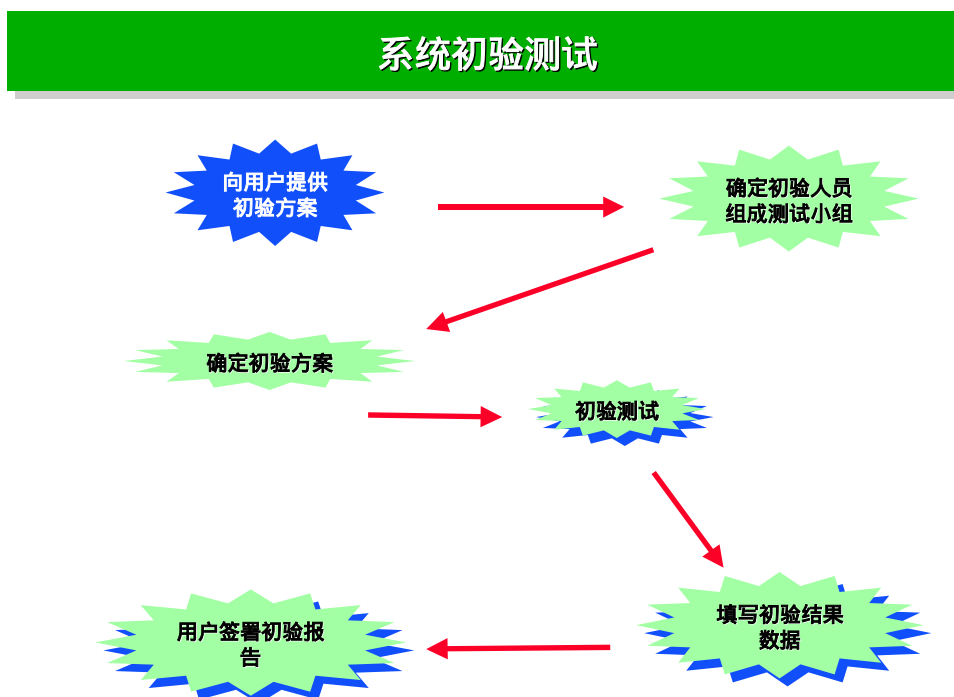 系统初验测试
向用户提供
初验方案
确定初验人员
组成测试小组
确定初验方案
初验测试
填写初验结果
数据
用户签署初验报
告